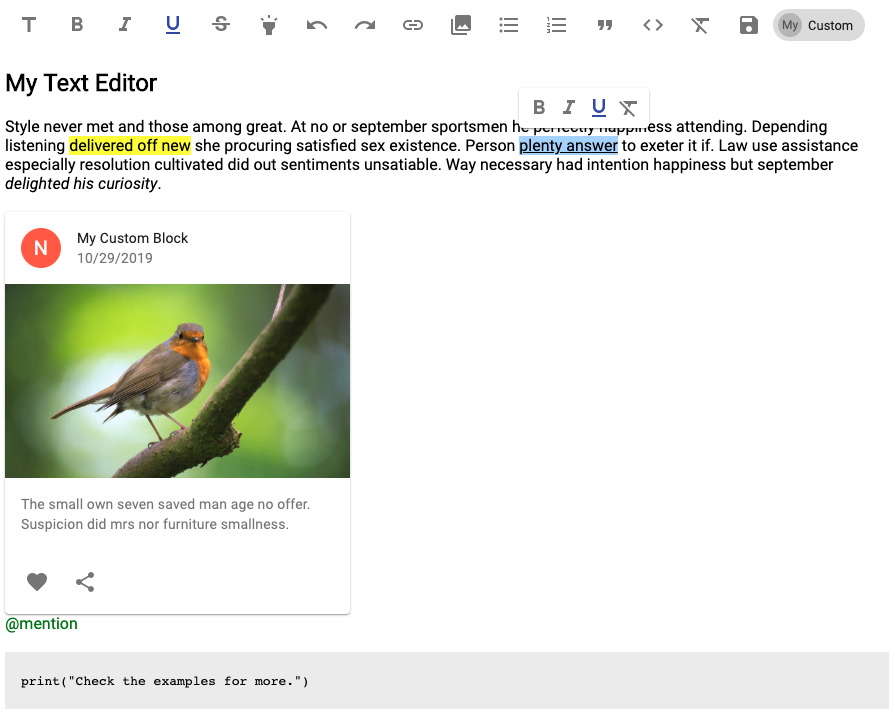 My Custom
My Text Editor
Style never met and those among great. At no or september sportsmen he perfectly happiness attending. Depending
listening delivered off new she procuring satisfied sex existence. Person plenty answer to exeter it if. Law use assistance
especially resolution cultivated did out sentiments unsatiable. Way necessary had intention happiness but september
delighted his curiosity.
N
My Custom Block
10/29/2019
The small own seven saved man age no offer.
Suspicion did mrs nor furniture smallness.
@mention
print("Check the examples for more.")